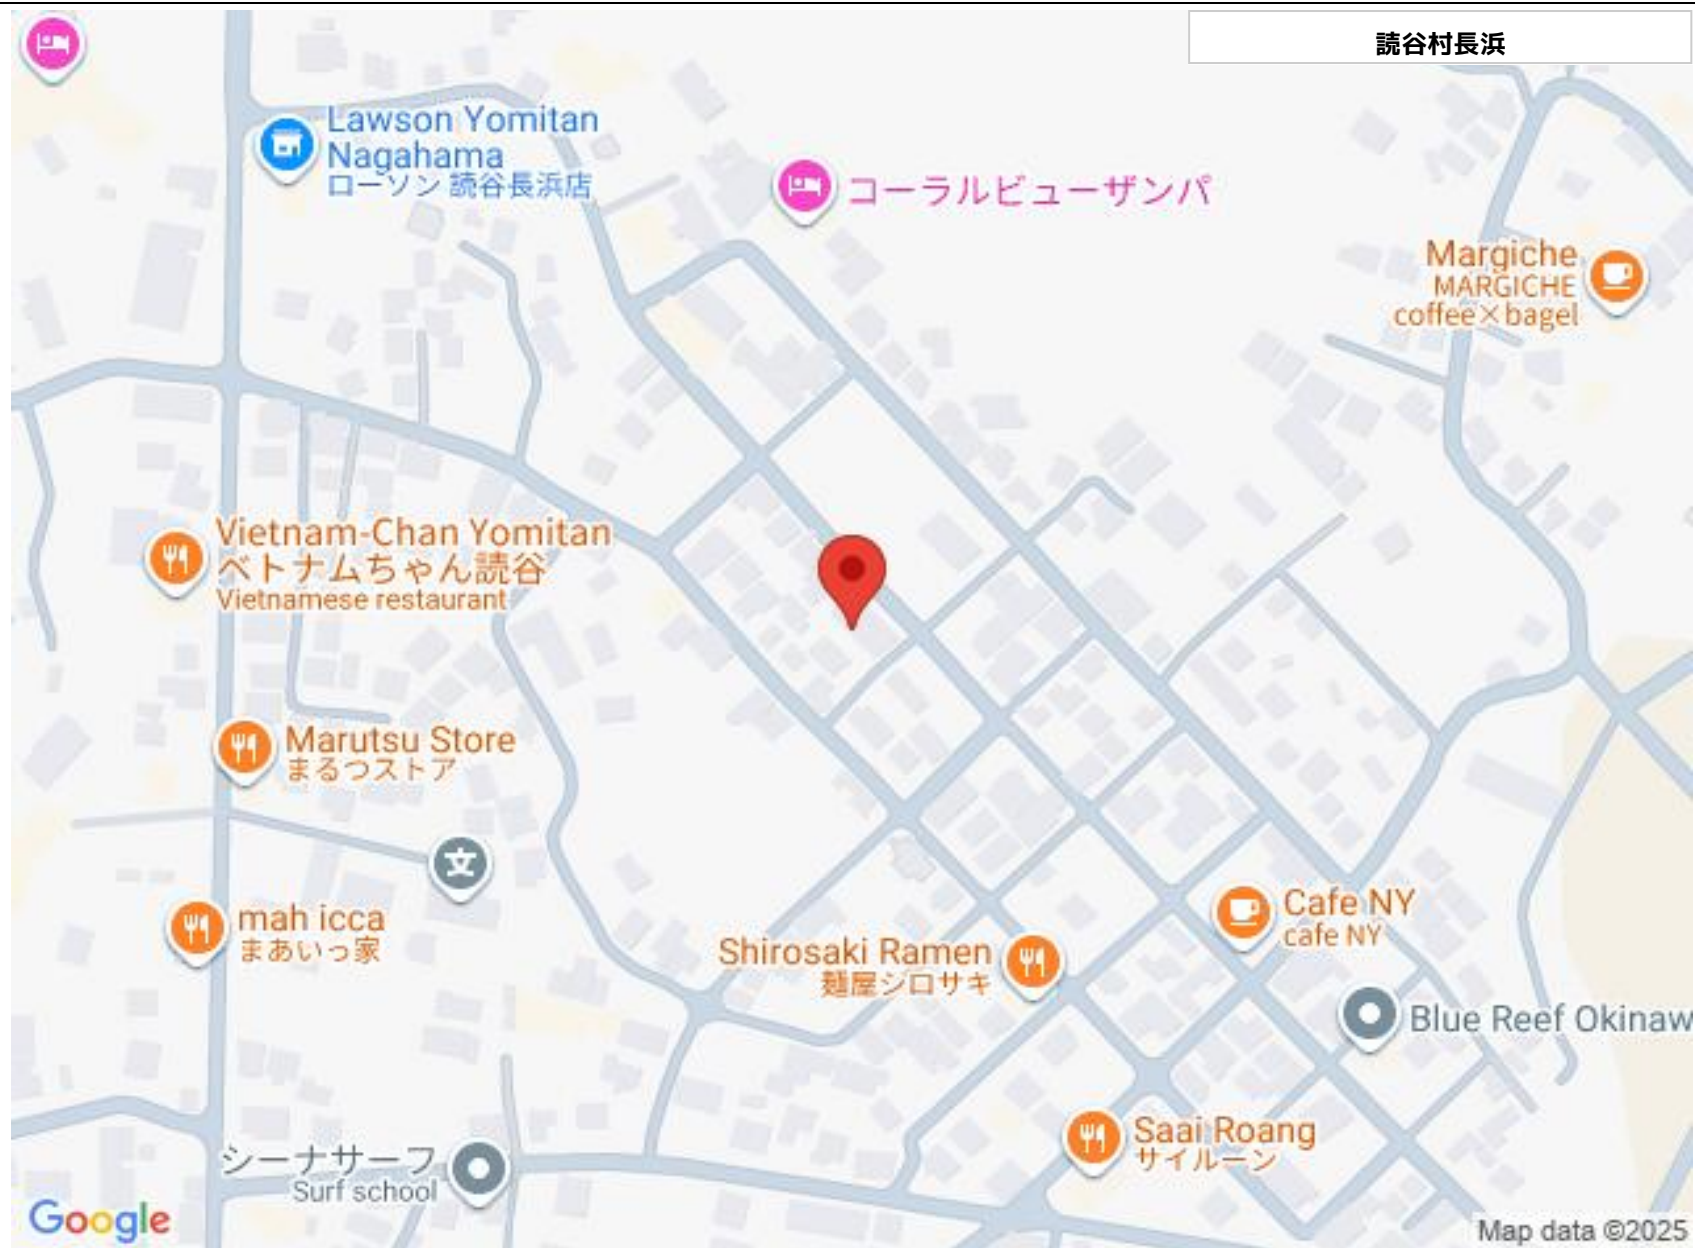 読谷村長浜
Lawson Yomitan
Nagahama
ローソン 読谷長浜店
コーラルビューザンパ
Margiche
MARGICHE
coffee×bagel
Vietnam-Chan Yomitan
ベトナムちゃん読谷
Vietnamese restaurant
Marutsu Store
まるつストア
文
mah icca
まあいっ家
Shirosaki Ramen
麺屋シロサキ
Cafe NY
cafe NY
Blue Reef Okinaw
Saai Roang
サイルーン
シーナサーフ
Surf school
Google
Map data ©2025